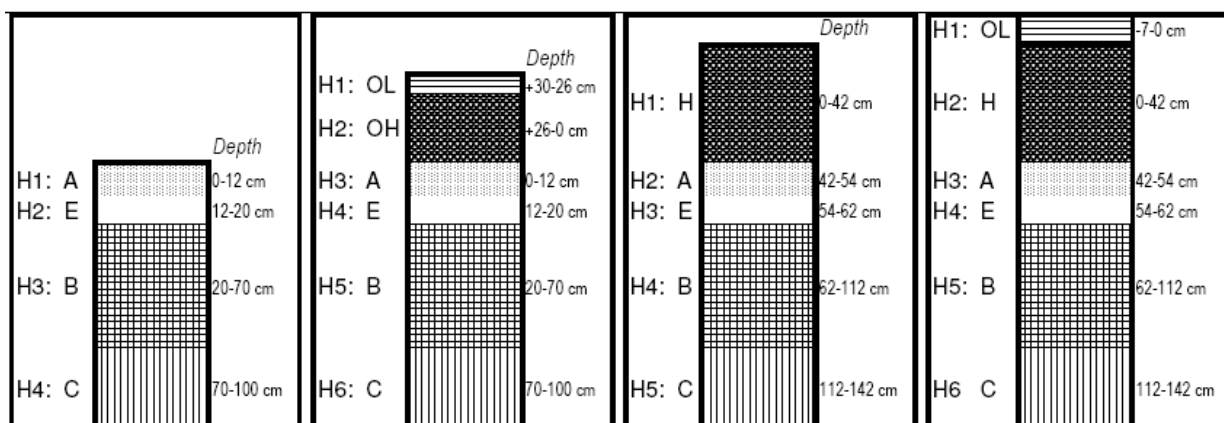 Depth
H1: A 0-12 cm
H2: E 12-20 cm
H3: B 20-70 cm
H4: C 70-100 cm
Depth
H1: OL +30-26 cm
H2: OH +26-0 cm
H3: A 0-12 cm
H4: E 12-20 cm
H5: B 20-70 cm
H6: C 70-100 cm
Depth
H1: H 0-42 cm
H2: A 42-54 cm
H3: E 54-62 cm
H4: B 62-112 cm
H5: C 112-142 cm
H1: OL -7-0 cm
H2: H 0-42 cm
H3: A 42-54 cm
H4: E 54-62 cm
H5: B 62-112 cm
H6 C 112-142 cm